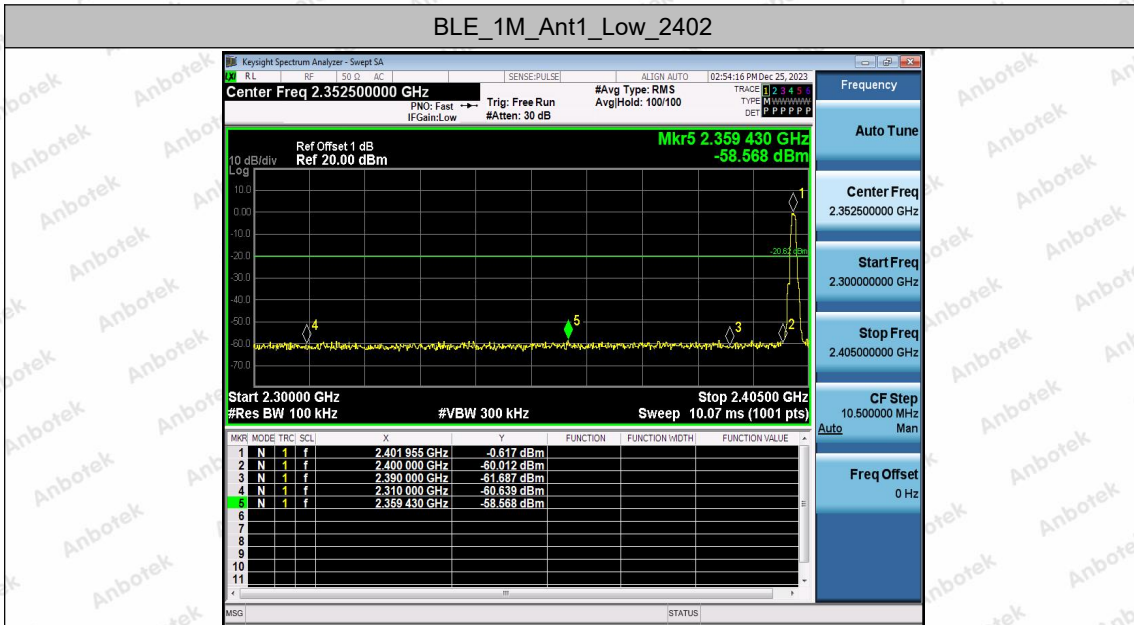 BLE_1M_Ant1_Low_2402
Keysight Spectrum Analyzer - Swept SA
RL RF 50 Ω AC SENSE:PULSE ALIGN AUTO 02:54:16 PM Dec 25, 2023
Center Freq 2.352500000 GHz
PNO: Fast
IFGain:Low
Trig: Free Run
#Atten: 30 dB
#Avg Type: RMS
Avg|Hold: 100/100
TRACE 1 2 3 4 5 6
TYPE M W W W W W
DET P P P P P P
Ref Offset 1 dB
10 dB/div Ref 20.00 dBm
Log
Mkr5 2.359 430 GHz
-58.568 dBm
10.0
0.00
-10.0
-20.0
-30.0
-40.0
-50.0
-60.0
-70.0
-20.62 dBm
1
2
3
4
5
Start 2.30000 GHz Stop 2.40500 GHz
#Res BW 100 kHz #VBW 300 kHz Sweep 10.07 ms (1001 pts)
MKR MODE TRC SCL X Y FUNCTION FUNCTION WIDTH FUNCTION VALUE
1 N 1 f 2.401 955 GHz -0.617 dBm
2 N 1 f 2.400 000 GHz -60.012 dBm
3 N 1 f 2.390 000 GHz -61.687 dBm
4 N 1 f 2.310 000 GHz -60.639 dBm
5 N 1 f 2.359 430 GHz -58.568 dBm
6
7
8
9
10
11
MSG STATUS
Frequency
Auto Tune
Center Freq
2.352500000 GHz
Start Freq
2.300000000 GHz
Stop Freq
2.405000000 GHz
CF Step
10.500000 MHz
Auto Man
Freq Offset
0 Hz
Anbotek